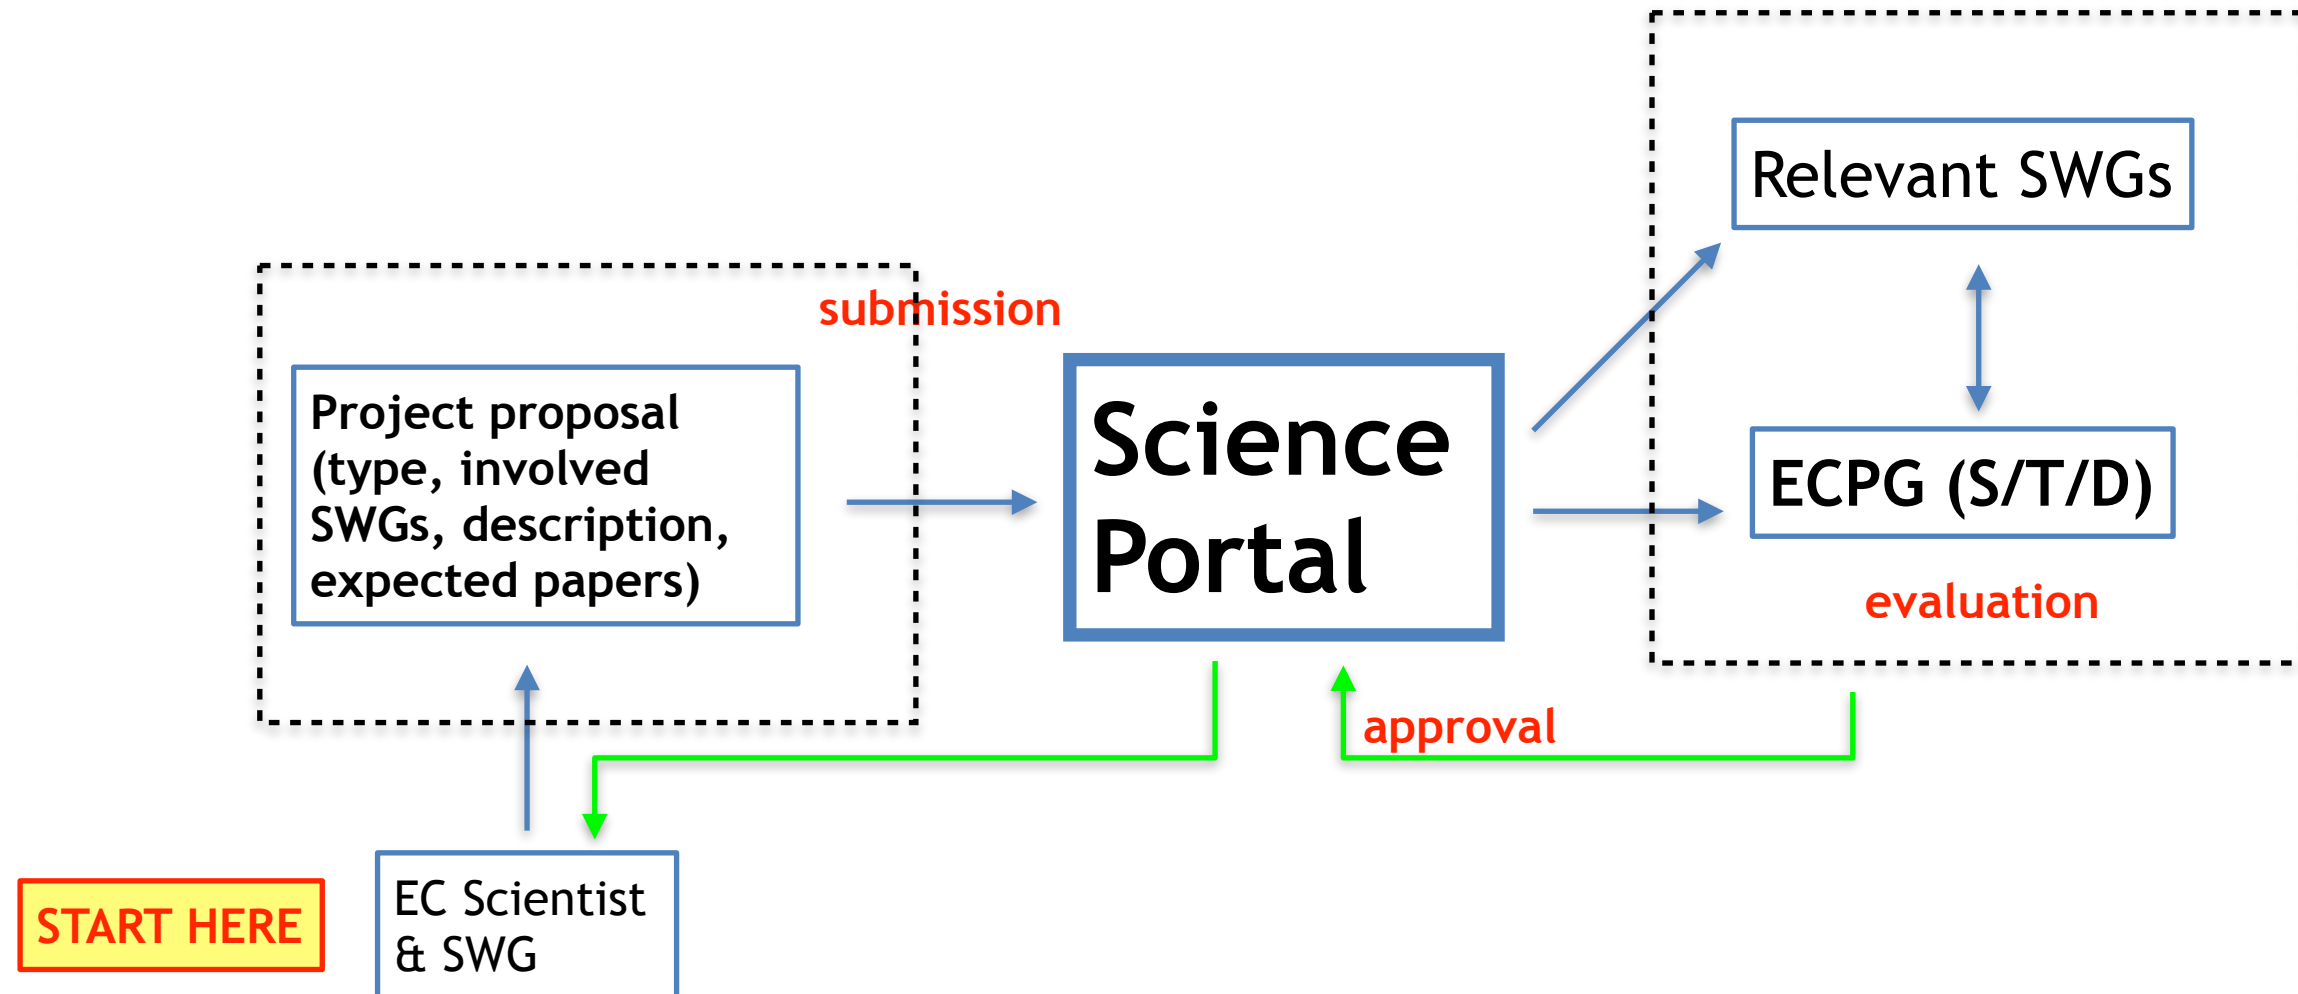 Relevant SWGs
submission
Project proposal
(type, involved
SWGs, description,
expected papers)
Science
Portal
ECPG (S/T/D)
evaluation
approval
START HERE
EC Scientist
& SWG